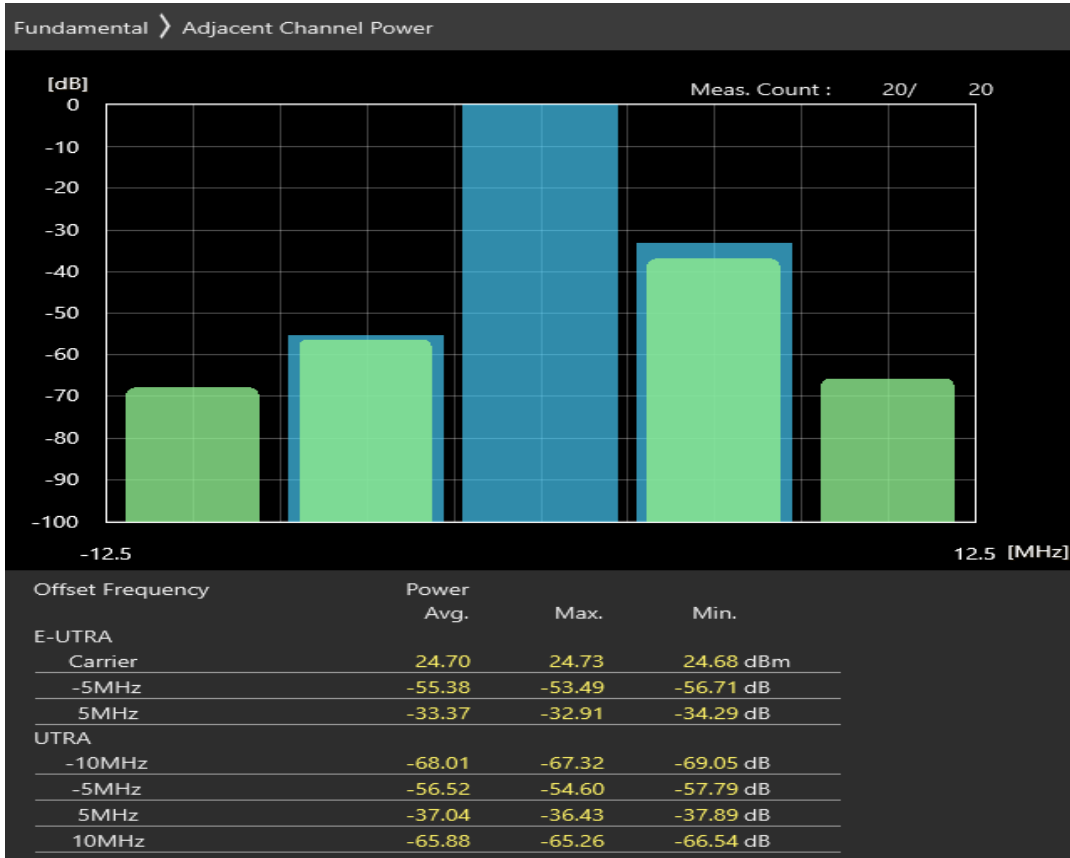 Fundamental ❯ Adjacent Channel Power
[dB]
Meas. Count : 20/ 20
0
-10
-20
-30
-40
-50
-60
-70
-80
-90
-100
-12.5 12.5 [MHz]
Offset Frequency Power
Avg. Max. Min.
E-UTRA
Carrier 24.70 24.73 24.68 dBm
-5MHz -55.38 -53.49 -56.71 dB
5MHz -33.37 -32.91 -34.29 dB
UTRA
-10MHz -68.01 -67.32 -69.05 dB
-5MHz -56.52 -54.60 -57.79 dB
5MHz -37.04 -36.43 -37.89 dB
10MHz -65.88 -65.26 -66.54 dB